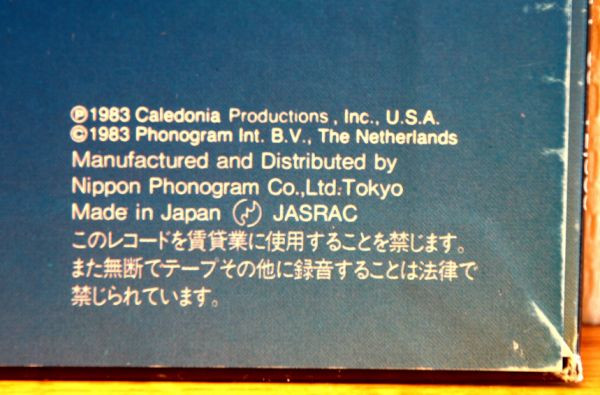 ℗1983 Caledonia Productions, Inc., U.S.A.
©1983 Phonogram Int. B.V., The Netherlands
Manufactured and Distributed by
Nippon Phonogram Co.,Ltd.Tokyo
Made in Japan JASRAC
このレコードを賃貸業に使用することを禁じます。
また無断でテープその他に録音することは法律で
禁じられています。